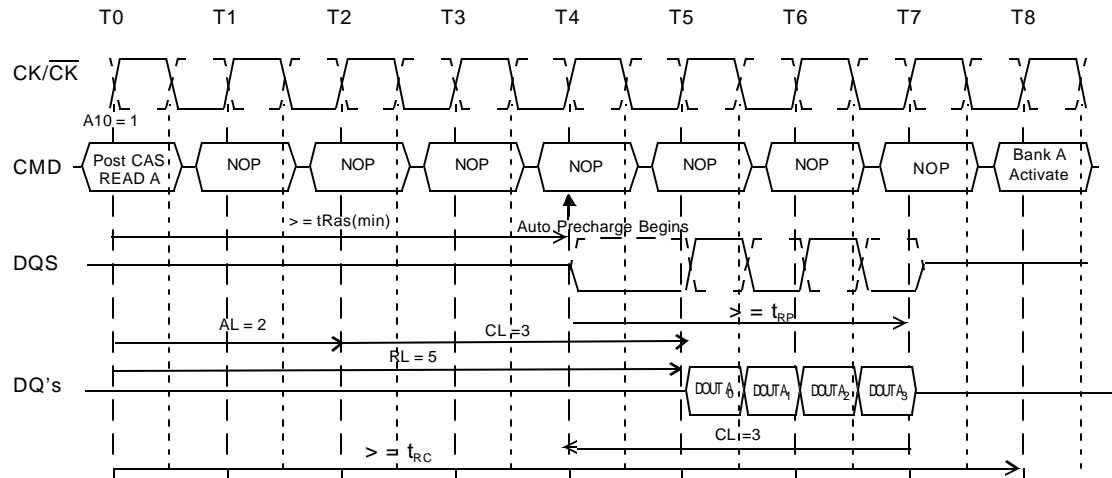 T0 T1 T2 T3 T4 T5 T6 T7 T8
CK/CK
A10 = 1
CMD
Post CAS
READ A
NOP NOP NOP NOP NOP NOP NOP
Bank A
Activate
> = tRas(min)
Auto Precharge Begins
DQS
> = tRP
AL = 2
CL =3
RL = 5
DQ's
DOUTA0 DOUTA1 DOUTA2 DOUTA3
CL =3
> = tRC